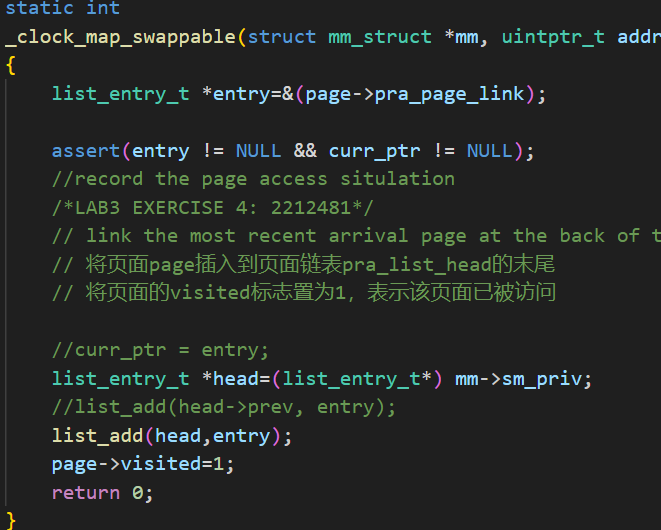 static int
_clock_map_swappable(struct mm_struct *mm, uintptr_t addr
{
list_entry_t *entry=&(page->pra_page_link);
assert(entry != NULL && curr_ptr != NULL);
//record the page access situlation
/*LAB3 EXERCISE 4: 2212481*/
// link the most recent arrival page at the back of t
// 将页面page插入到页面链表pra_list_head的末尾
// 将页面的visited标志置为1，表示该页面已被访问
//curr_ptr = entry;
list_entry_t *head=(list_entry_t*) mm->sm_priv;
//list_add(head->prev, entry);
list_add(head,entry);
page->visited=1;
return 0;
}